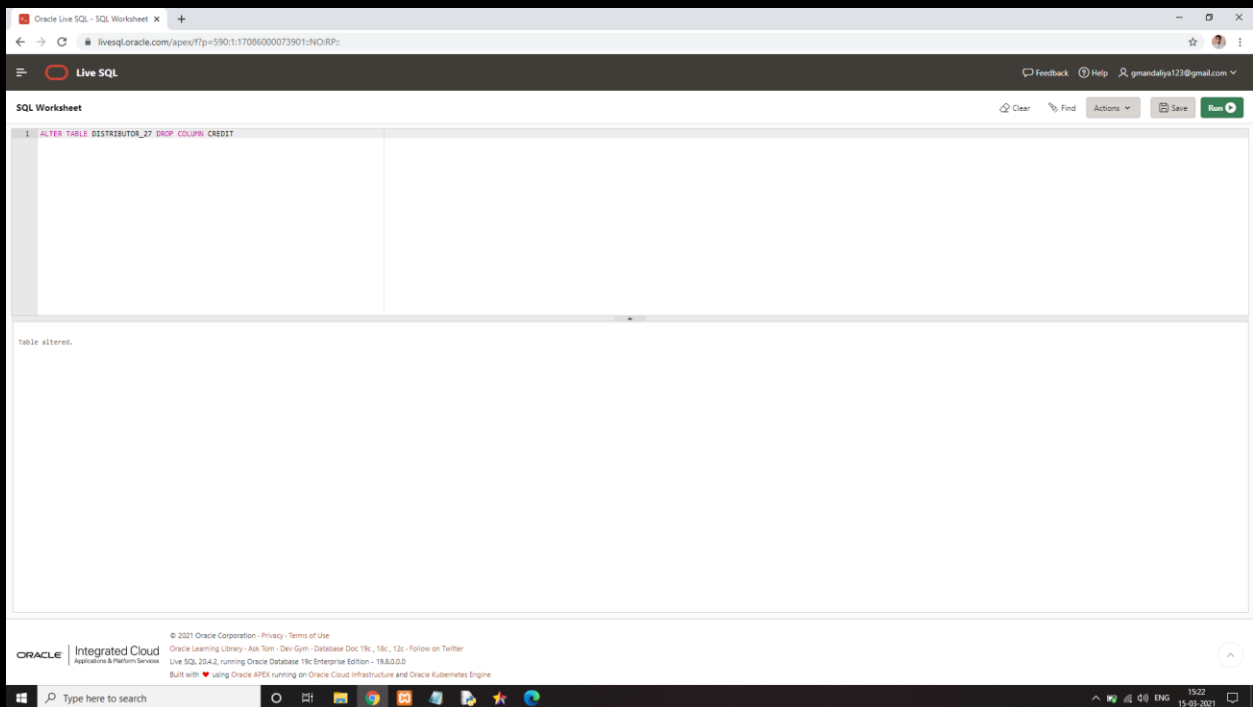 Oracle Live SQL - SQL Worksheet
livesql.oracle.com/apex/f?p=590:1:17086000073901::NO:RP::
Live SQL
Feedback Help gmandaliya123@gmail.com
SQL Worksheet
Clear Find Actions Save Run
1 ALTER TABLE DISTRIBUTOR_27 DROP COLUMN CREDIT
Table altered.
© 2021 Oracle Corporation - Privacy - Terms of Use
ORACLE Integrated Cloud
Applications & Platform Services
Oracle Learning Library - Ask Tom - Dev Gym - Database Doc 19c, 18c, 12c - Follow on Twitter
Live SQL 20.4.2, running Oracle Database 19c Enterprise Edition - 19.8.0.0.0
Built with ♥ using Oracle APEX running on Oracle Cloud Infrastructure and Oracle Kubernetes Engine
Type here to search
ENG
15:22
15-03-2021